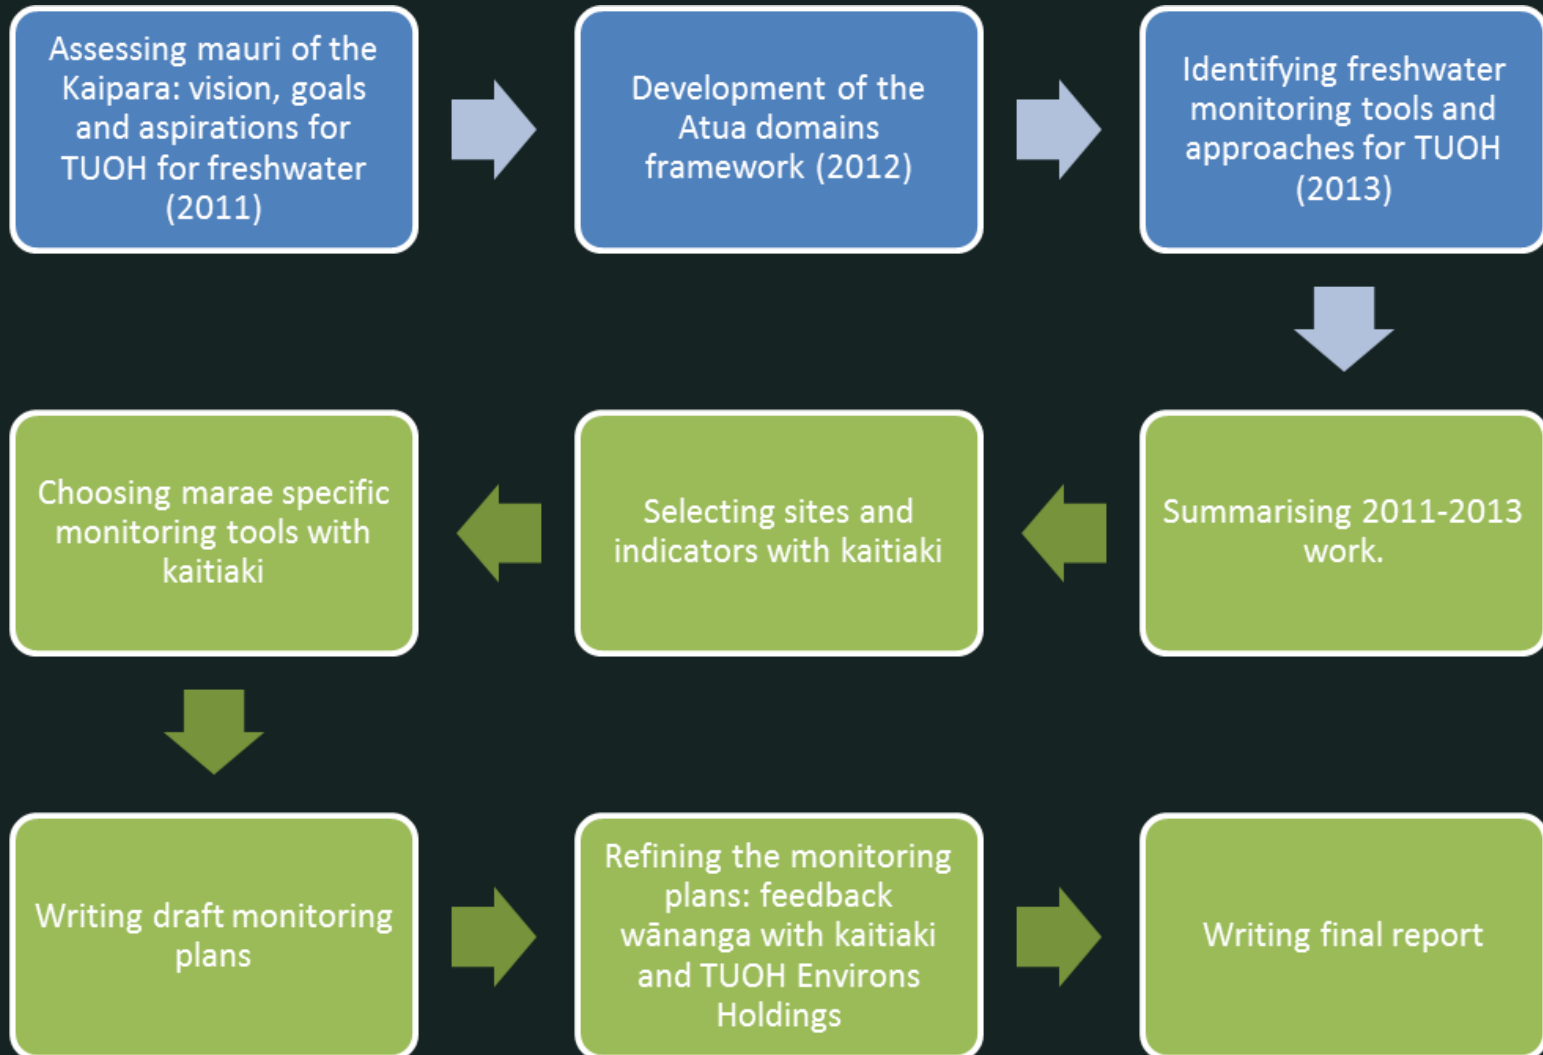 Assessing mauri of the
Kaipara: vision, goals
and aspirations for
TUOH for freshwater
(2011)
Development of the
Atua domains
framework (2012)
Identifying freshwater
monitoring tools and
approaches for TUOH
(2013)
Summarising 2011-2013
work.
Selecting sites and
indicators with kaitiaki
Choosing marae specific
monitoring tools with
kaitiaki
Writing draft monitoring
plans
Refining the monitoring
plans: feedback
wānanga with kaitiaki
and TUOH Environs
Holdings
Writing final report